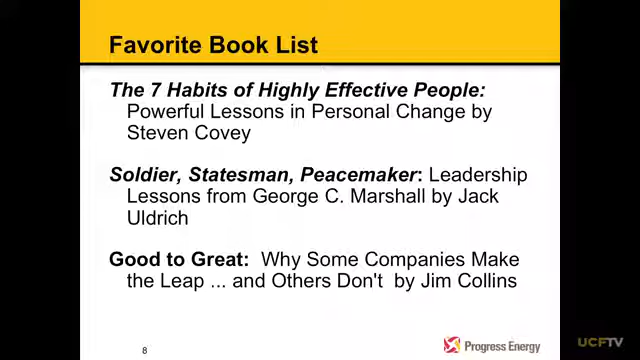 Favorite Book List
The 7 Habits of Highly Effective People:
Powerful Lessons in Personal Change by
Steven Covey
Soldier, Statesman, Peacemaker: Leadership
Lessons from George C. Marshall by Jack
Uldrich
Good to Great: Why Some Companies Make
the Leap ... and Others Don't by Jim Collins
8
Progress Energy
UCFTV